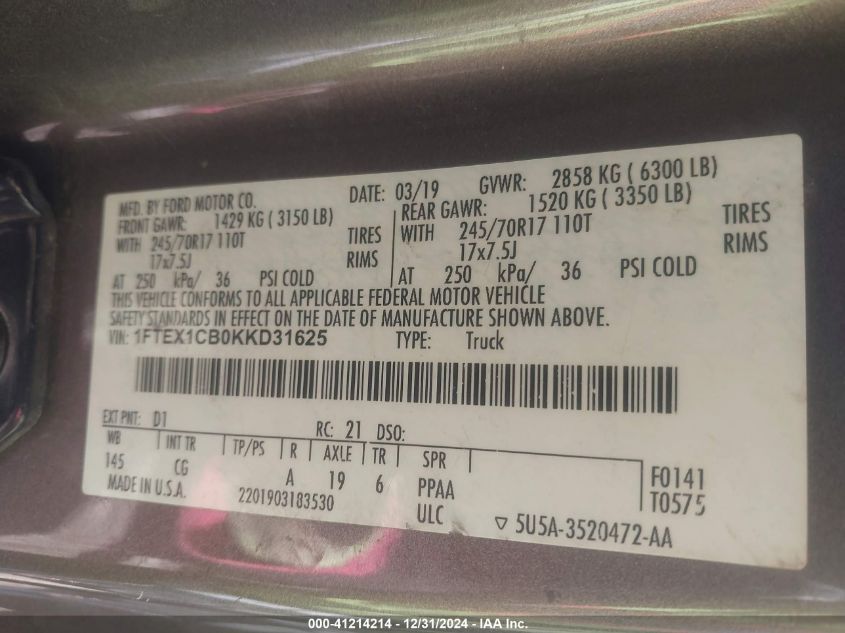 MFD. BY FORD MOTOR CO. DATE: 03/19 GVWR: 2858 KG ( 6300 LB)
FRONT GAWR: 1429 KG ( 3150 LB) REAR GAWR: 1520 KG ( 3350 LB)
WITH 245/70R17 110T TIRES WITH 245/70R17 110T TIRES
17x7.5J RIMS 17x7.5J RIMS
AT 250 kPa/ 36 PSI COLD AT 250 kPa/ 36 PSI COLD
THIS VEHICLE CONFORMS TO ALL APPLICABLE FEDERAL MOTOR VEHICLE
SAFETY STANDARDS IN EFFECT ON THE DATE OF MANUFACTURE SHOWN ABOVE.
VIN: 1FTEX1CB0KKD31625 TYPE: Truck
EXT PNT: D1 RC: 21 DSO:
WB INT TR TP/PS R AXLE TR SPR
145 CG A 19 6 PPAA F0141
MADE IN U.S.A. 2201903183530 ULC T0575
5U5A-3520472-AA
000-41214214 - 12/31/2024 - IAA Inc.